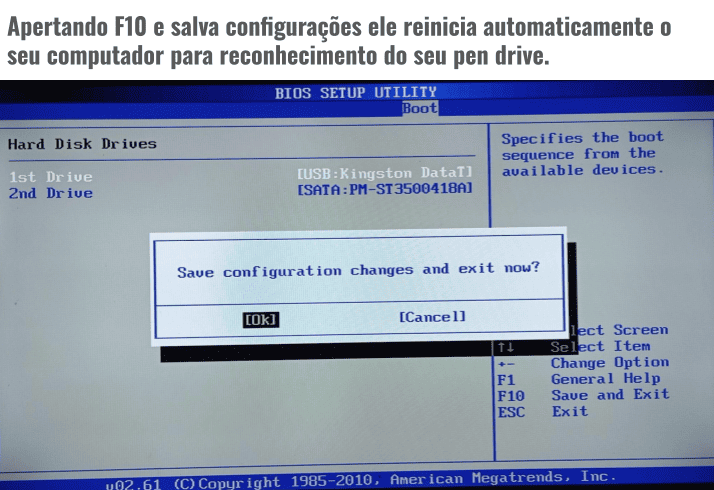 Apertando F10 e salva configurações ele reinicia automaticamente o
seu computador para reconhecimento do seu pen drive.
BIOS SETUP UTILITY
Boot
Hard Disk Drives
1st Drive [USB:Kingston DataT]
2nd Drive [SATA:PM-ST3500418A]
Specifies the boot
sequence from the
available devices.
Save configuration changes and exit now?
[Ok] [Cancel]
lect Screen
↑↓ Select Item
+- Change Option
F1 General Help
F10 Save and Exit
ESC Exit
v02.61 (C)Copyright 1985-2010, American Megatrends, Inc.